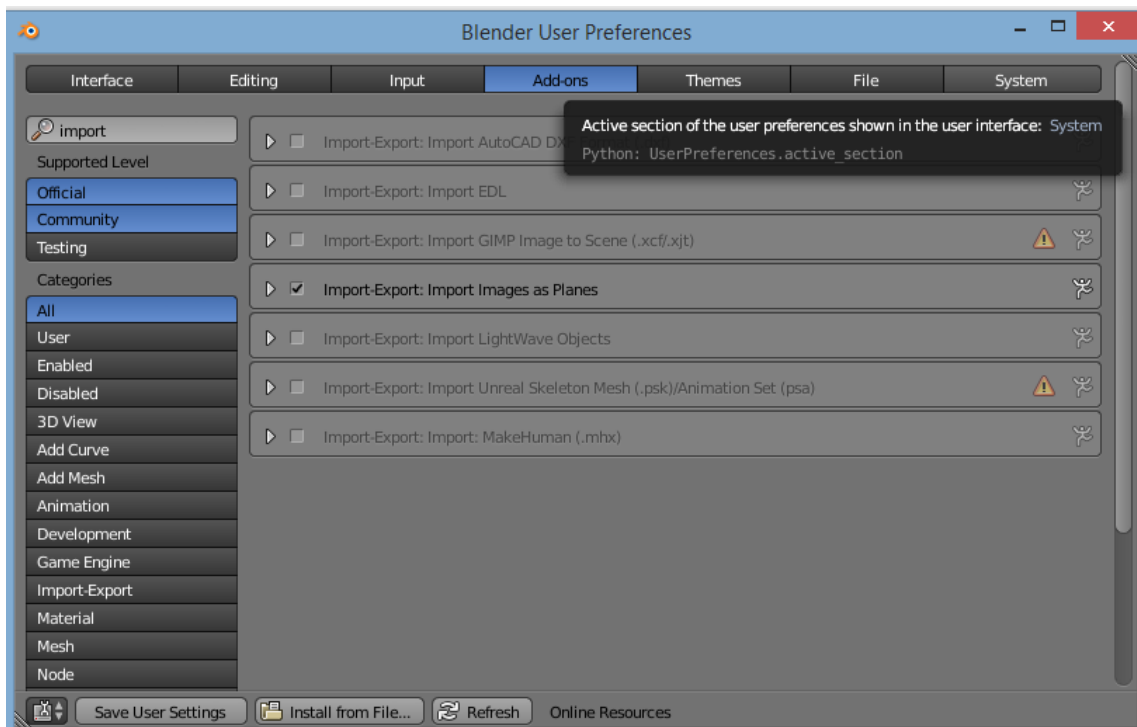 Blender User Preferences
Interface
Editing
Input
Add-ons
Themes
File
System
import
Supported Level
Official
Community
Testing
Categories
All
User
Enabled
Disabled
3D View
Add Curve
Add Mesh
Animation
Development
Game Engine
Import-Export
Material
Mesh
Node
Import-Export: Import AutoCAD
Active section of the user preferences shown in the user interface: System
Python: UserPreferences.active_section
Import-Export: Import EDL
Import-Export: Import GIMP Image to Scene (.xcf/.xjt)
Import-Export: Import Images as Planes
Import-Export: Import LightWave Objects
Import-Export: Import Unreal Skeleton Mesh (.psk)/Animation Set (psa)
Import-Export: Import: MakeHuman (.mhx)
Save User Settings
Install from File...
Refresh
Online Resources